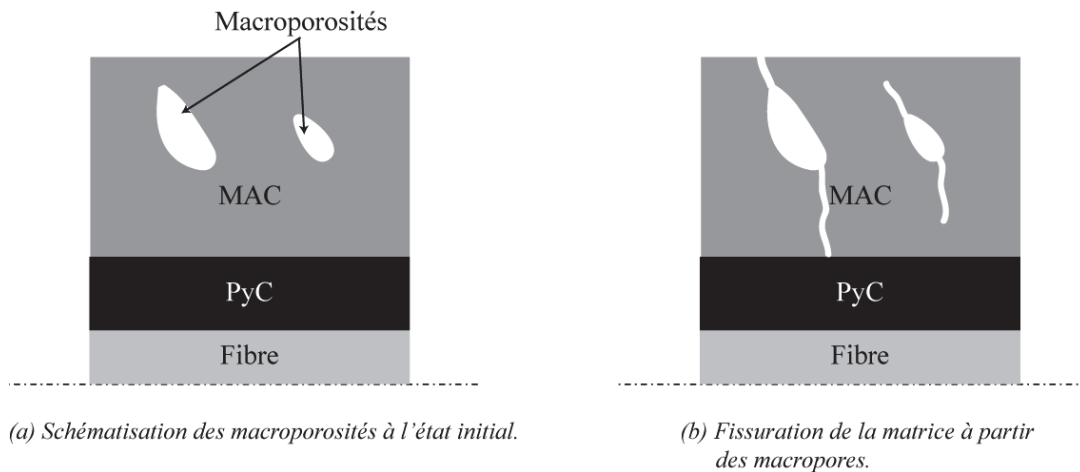 Macroporosités
MAC
PyC
Fibre
(a) Schématisation des macroporosités à l'état initial.
MAC
PyC
Fibre
(b) Fissuration de la matrice à partir
des macropores.